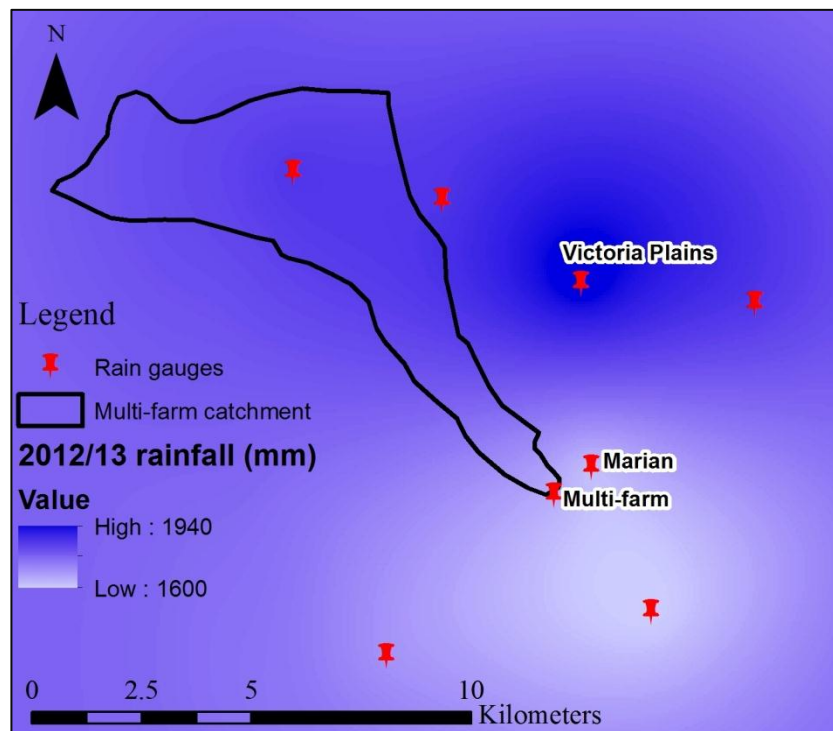 N
Victoria Plains
Legend
Rain gauges
Multi-farm catchment
2012/13 rainfall (mm)
Marian
Multi-farm
Value
High : 1940
Low : 1600
0 2.5 5 10
Kilometers